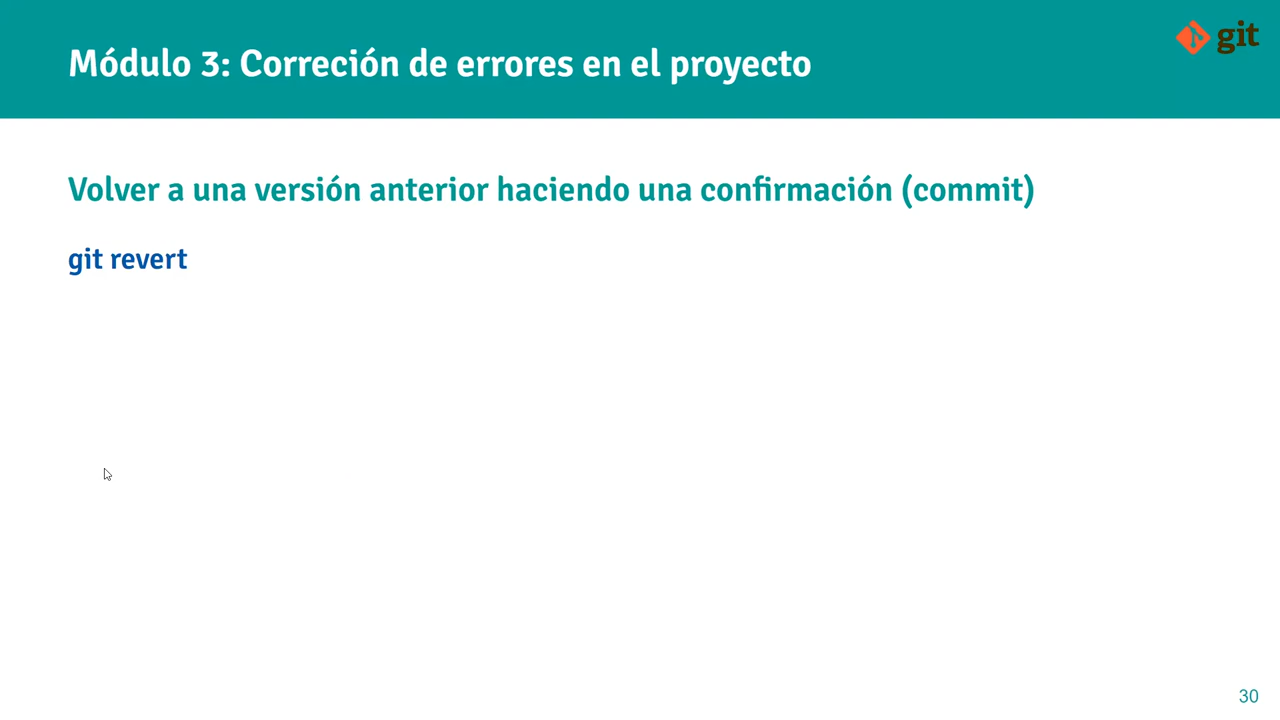 Módulo 3: Correción de errores en el proyecto
git
Volver a una versión anterior haciendo una confirmación (commit)
git revert
30